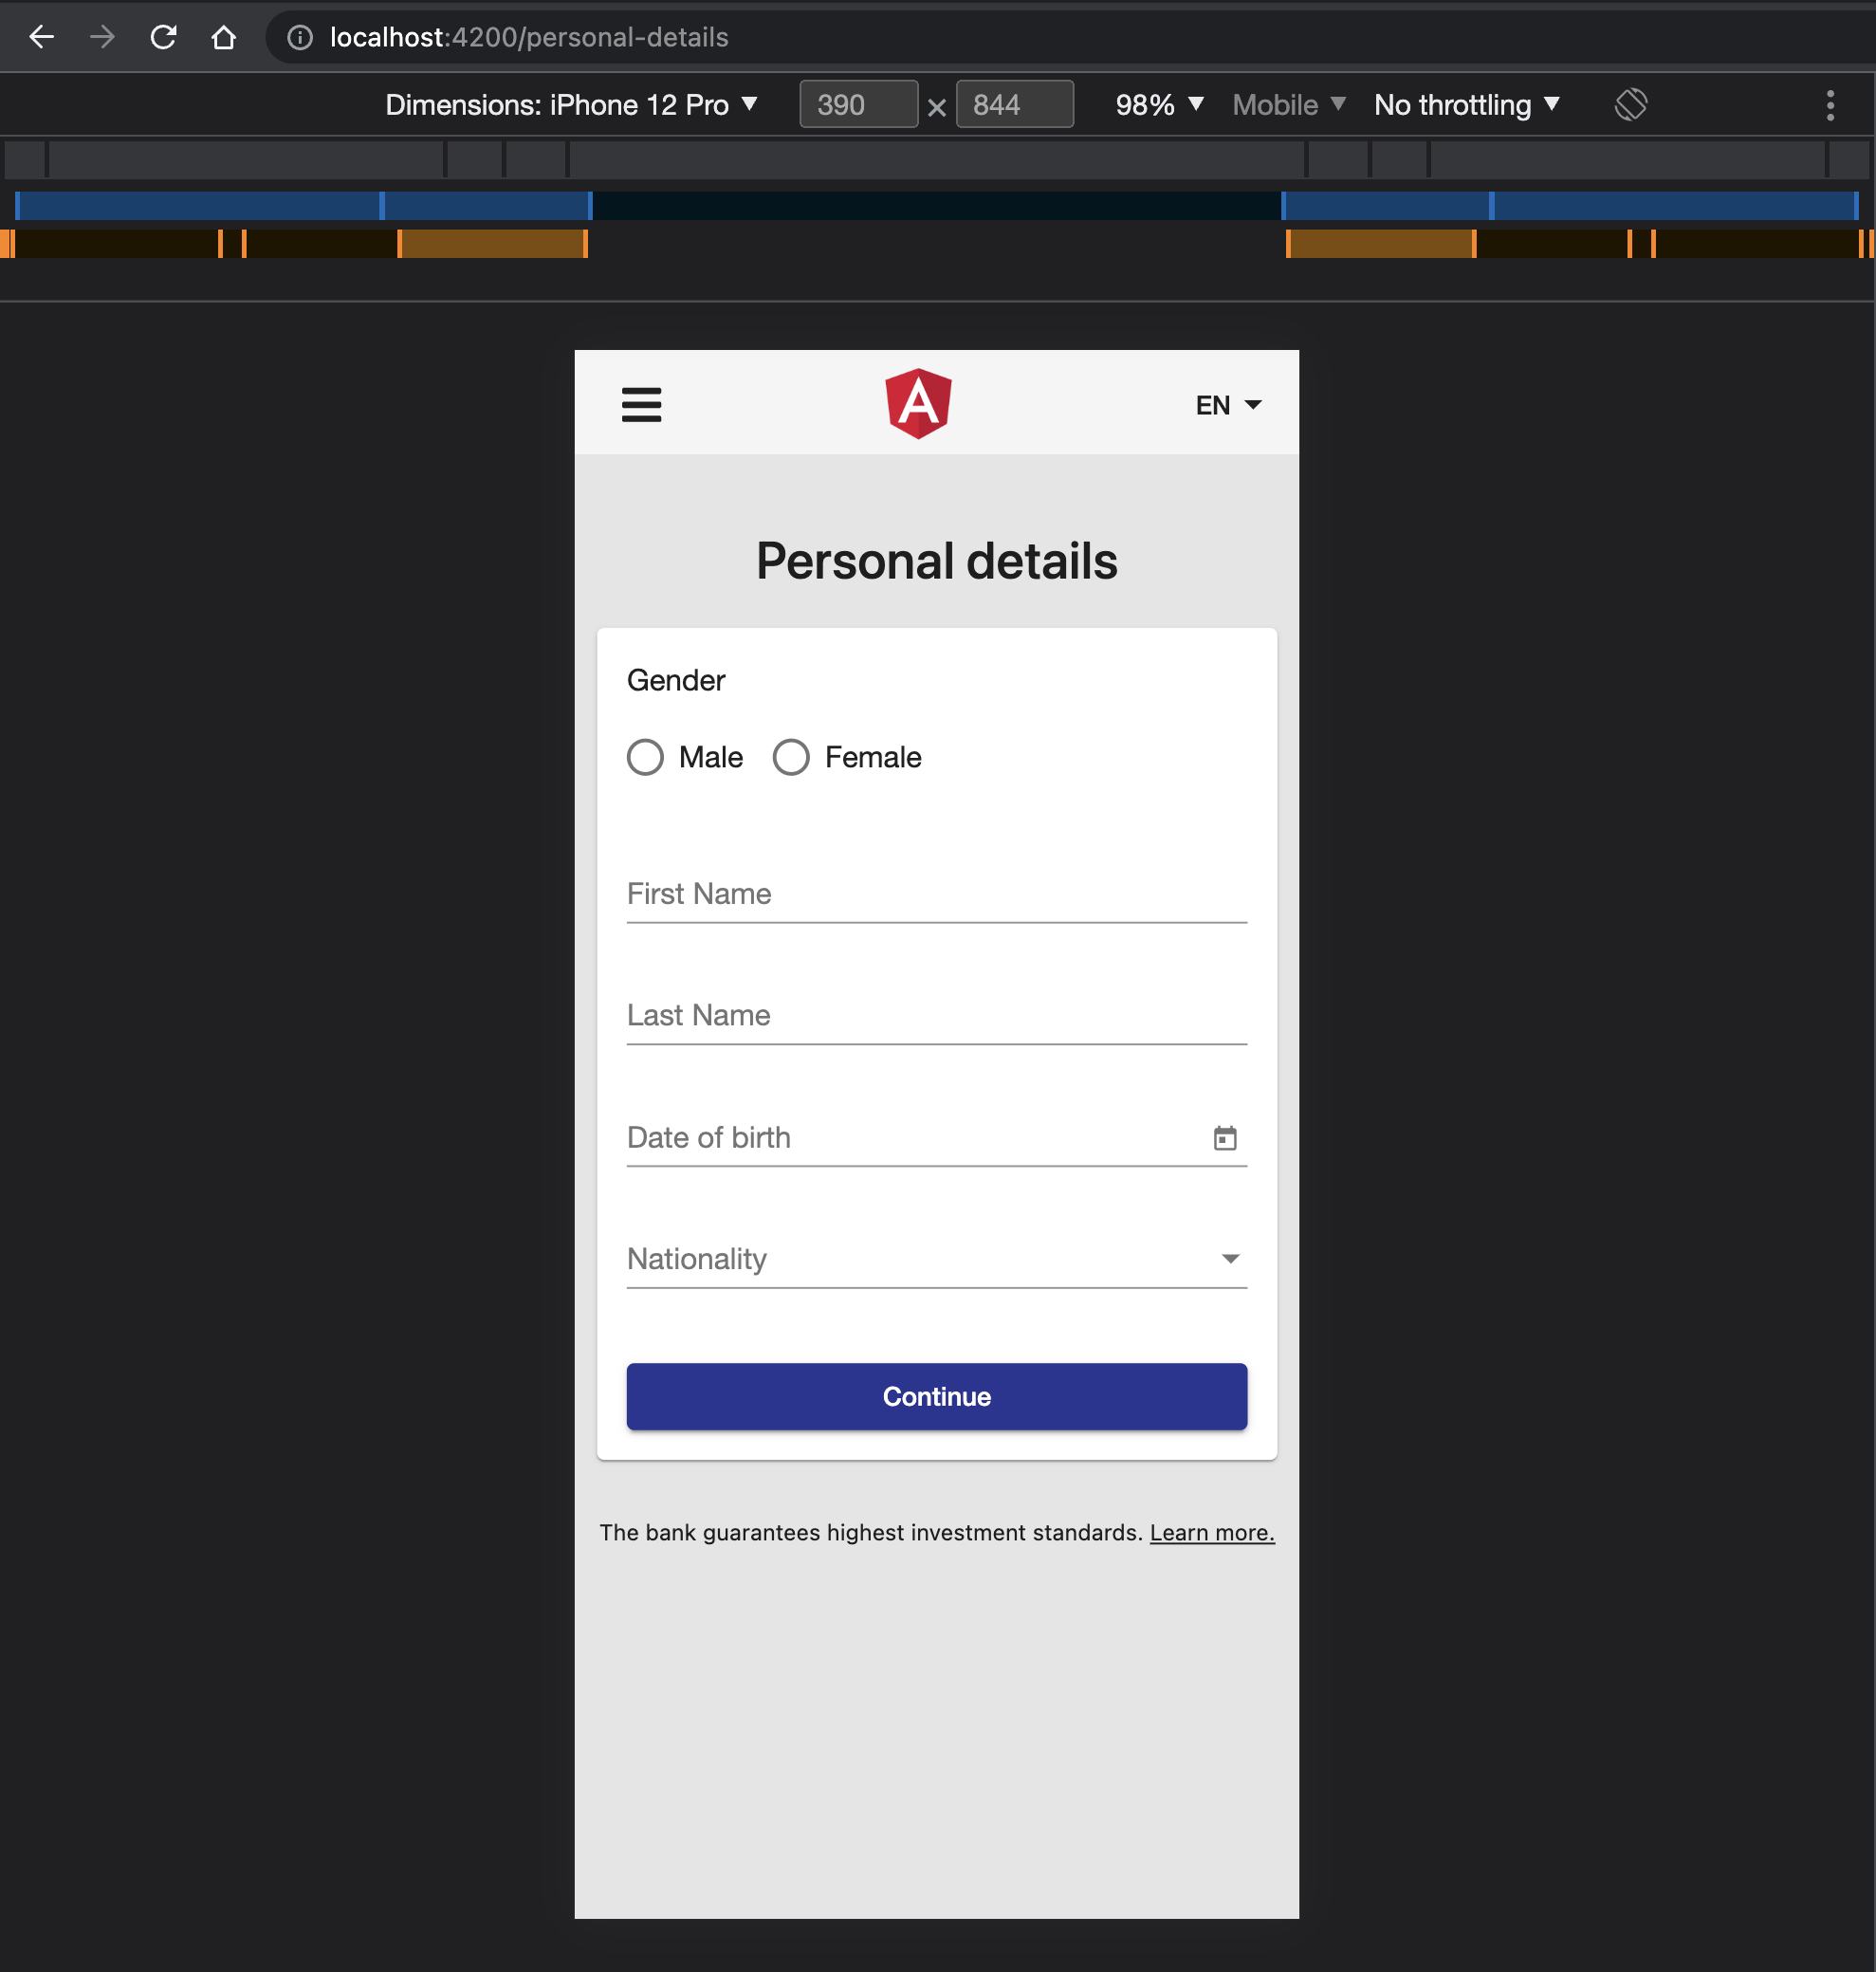 localhost:4200/personal-details
Dimensions: iPhone 12 Pro ▼ 390 × 844 98% ▼ Mobile ▼ No throttling ▼
EN
Personal details
Gender
Male Female
First Name
Last Name
Date of birth
Nationality
Continue
The bank guarantees highest investment standards. Learn more.